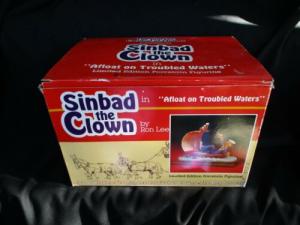 Sinbad
the
Clown
in
"Afloat on Troubled Waters"
Limited Edition Porcelain Figurine
Sinbad
the
Clown
in
by
Ron Lee
"Afloat on Troubled Waters"
Limited Edition Porcelain Figurine